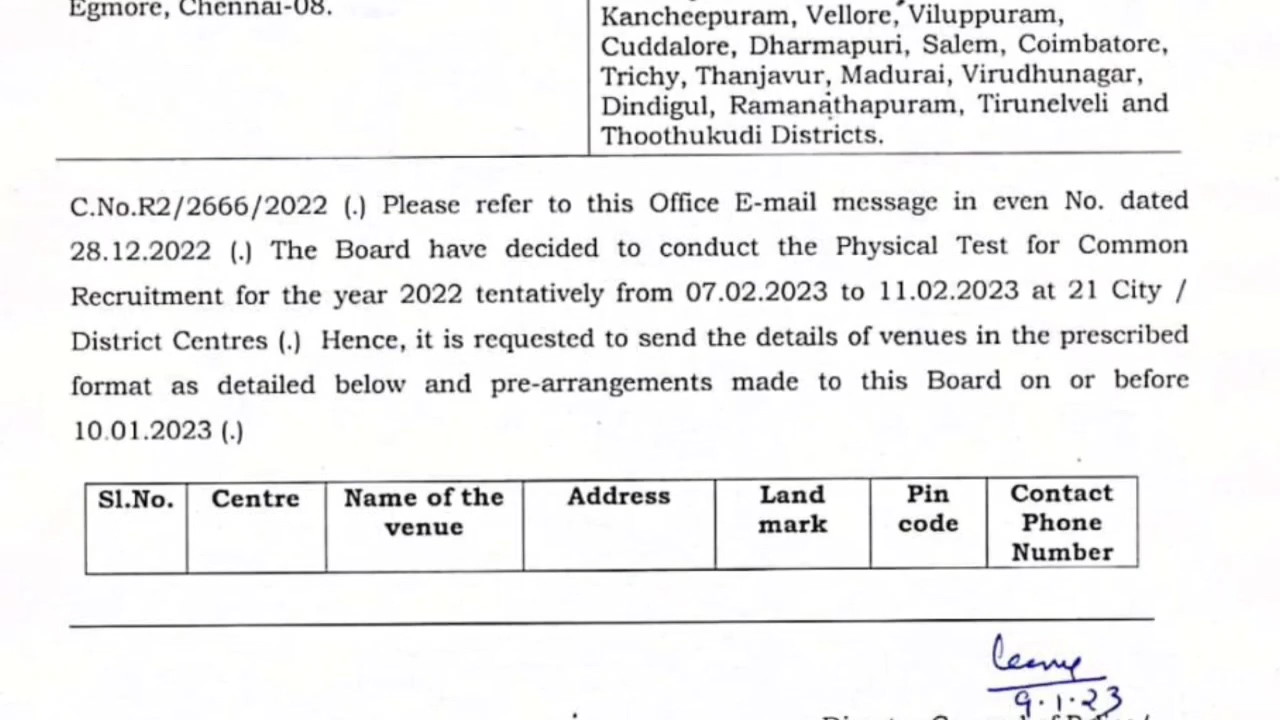 Egmore, Chennai-08.
Kancheepuram, Vellore, Viluppuram,
Cuddalore, Dharmapuri, Salem, Coimbatore,
Trichy, Thanjavur, Madurai, Virudhunagar,
Dindigul, Ramanathapuram, Tirunelveli and
Thoothukudi Districts.
C.No.R2/2666/2022 (.) Please refer to this Office E-mail message in even No. dated
28.12.2022 (.) The Board have decided to conduct the Physical Test for Common
Recruitment for the year 2022 tentatively from 07.02.2023 to 11.02.2023 at 21 City /
District Centres (.) Hence, it is requested to send the details of venues in the prescribed
format as detailed below and pre-arrangements made to this Board on or before
10.01.2023 (.)
Sl.No. Centre Name of the Address Land Pin Contact
venue mark code Phone
Number
9.1.23